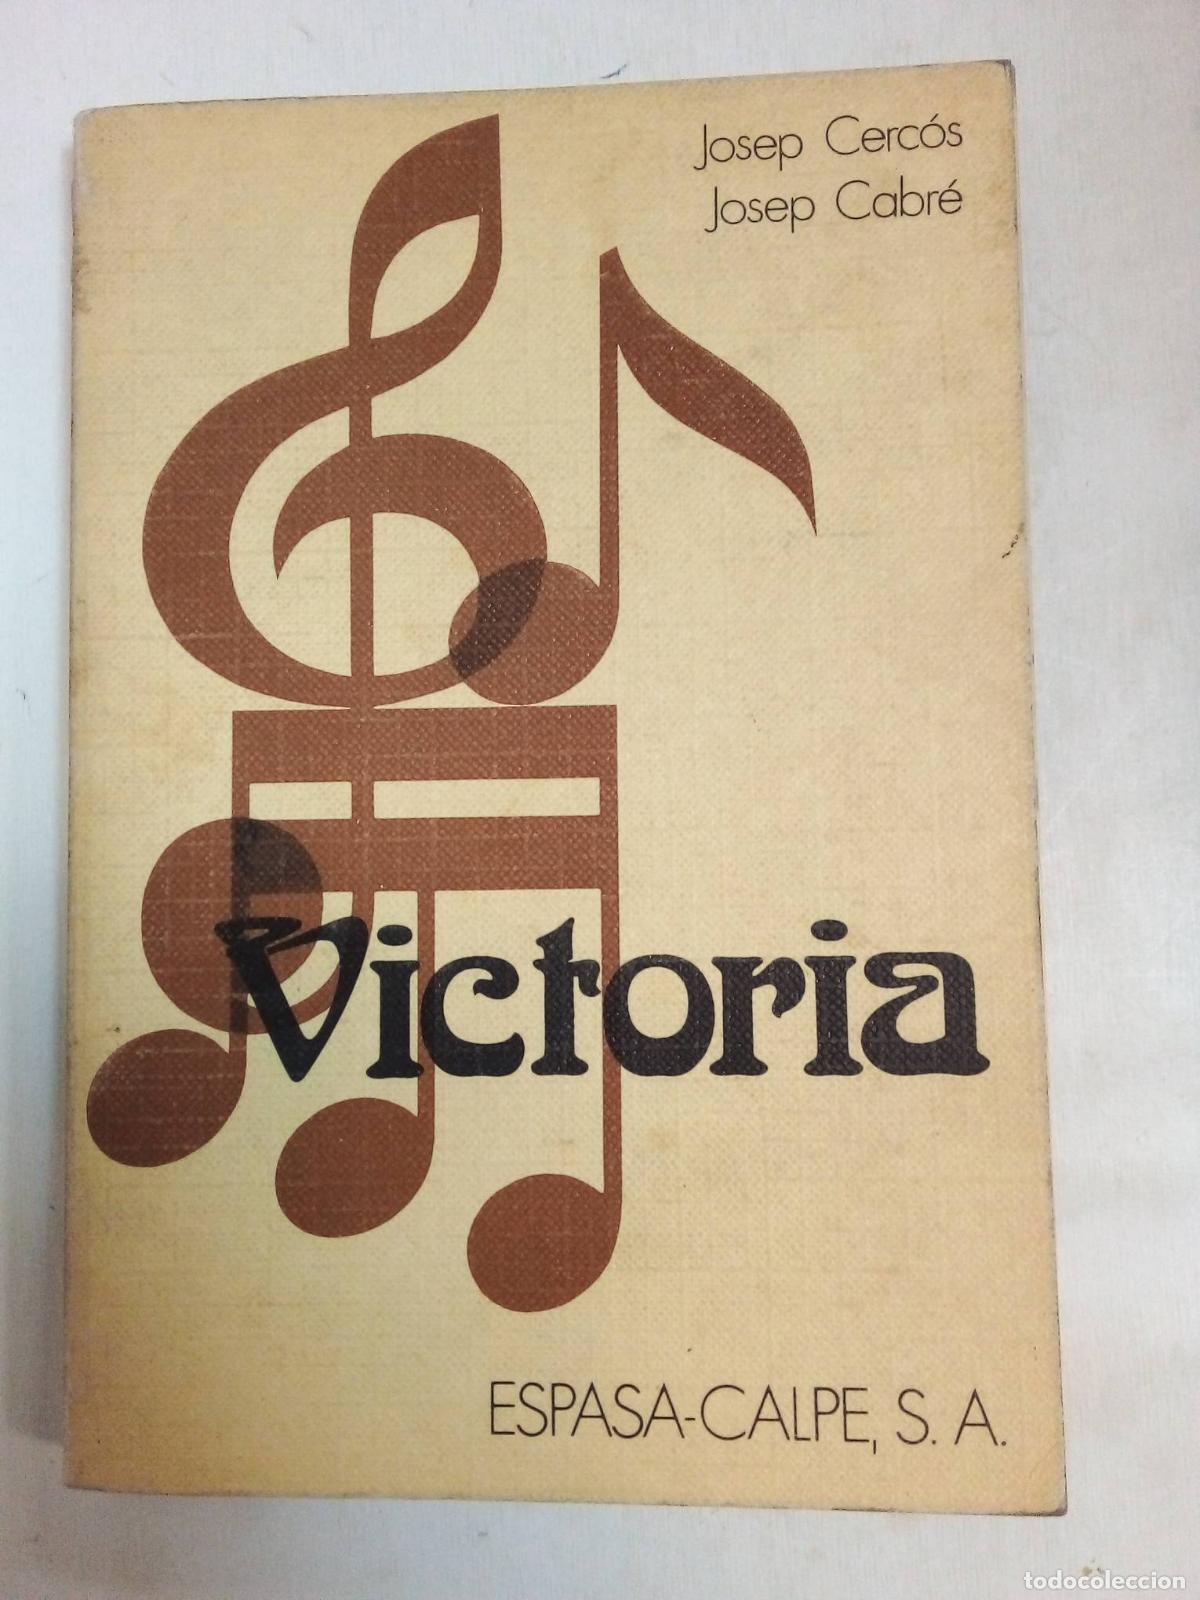 Josep Cercós
Josep Cabré
Victoria
ESPASA-CALPE, S. A.
todocoleccion